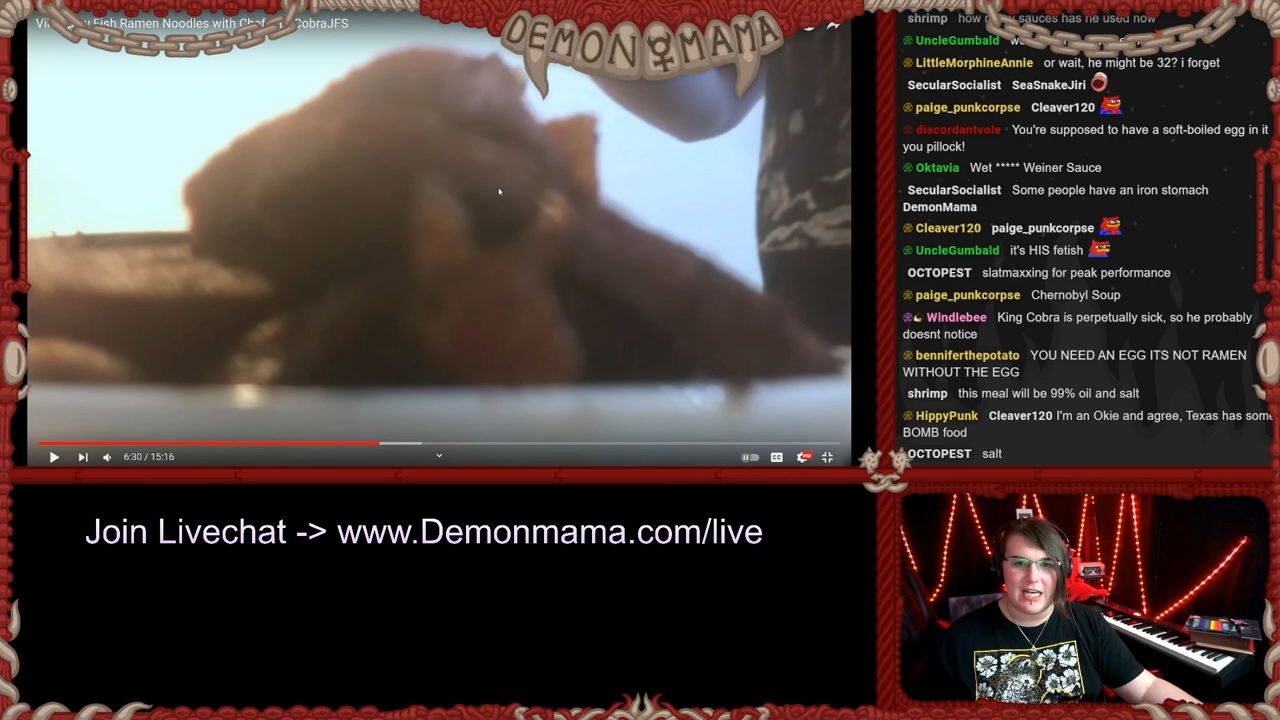 Fish Ramen Noodles with Chef
CobraJFS
DEMON MAMA
6:30 / 15:16
CC
HD
Join Livechat -> www.Demonmama.com/live
shrimp how sauces has he used now
UncleGumbald
LittleMorphineAnnie or wait, he might be 32? i forget
SecularSocialist SeaSnakeJiri
paige_punkcorpse Cleaver120
discordantvole You're supposed to have a soft-boiled egg in it
you pillock!
Oktavia Wet ***** Weiner Sauce
SecularSocialist Some people have an iron stomach
DemonMama
Cleaver120 paige_punkcorpse
UncleGumbald it's HIS fetish
OCTOPEST slatmaxxing for peak performance
paige_punkcorpse Chernobyl Soup
Windlebee King Cobra is perpetually sick, so he probably
doesnt notice
benniferthepotato YOU NEED AN EGG ITS NOT RAMEN
WITHOUT THE EGG
shrimp this meal will be 99% oil and salt
HippyPunk Cleaver120 I'm an Okie and agree, Texas has some
BOMB food
OCTOPEST salt